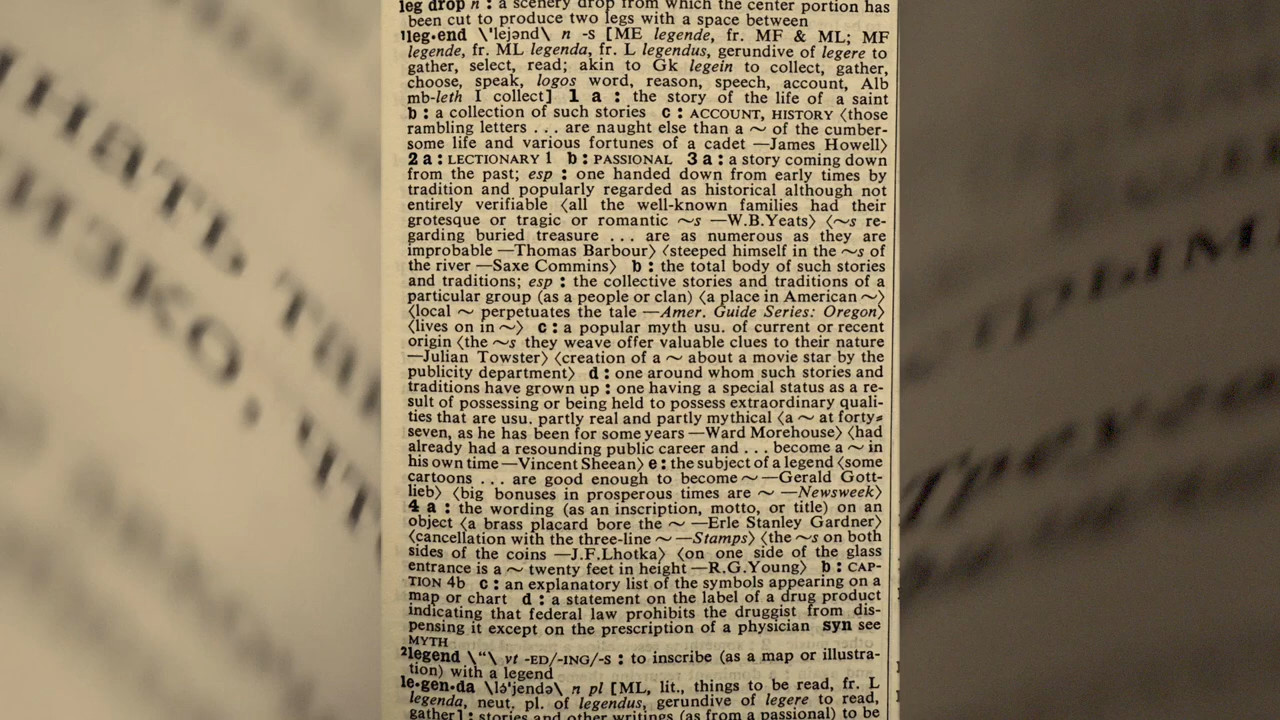 leg drop n : a scenery drop from which the center portion has
been cut to produce two legs with a space between
¹leg·end \ˈlejənd\ n -s [ME legende, fr. MF & ML; MF
legende, fr. ML legenda, fr. L legendus, gerundive of legere to
gather, select, read; akin to Gk legein to collect, gather,
choose, speak, logos word, reason, speech, account, Alb
mb-leth I collect] 1 a : the story of the life of a saint
b : a collection of such stories c : ACCOUNT, HISTORY ⟨those
rambling letters . . . are naught else than a ~ of the cumber-
some life and various fortunes of a cadet —James Howell⟩
2 a : LECTIONARY 1 b : PASSIONAL 3 a : a story coming down
from the past; esp : one handed down from early times by
tradition and popularly regarded as historical although not
entirely verifiable ⟨all the well-known families had their
grotesque or tragic or romantic ~s —W.B.Yeats⟩ ⟨~s re-
garding buried treasure . . . are as numerous as they are
improbable —Thomas Barbour⟩ ⟨steeped himself in the ~s of
the river —Saxe Commins⟩ b : the total body of such stories
and traditions; esp : the collective stories and traditions of a
particular group (as a people or clan) ⟨a place in American ~⟩
⟨local ~ perpetuates the tale —Amer. Guide Series: Oregon⟩
⟨lives on in ~⟩ c : a popular myth usu. of current or recent
origin ⟨the ~s they weave offer valuable clues to their nature
—Julian Towster⟩ ⟨creation of a ~ about a movie star by the
publicity department⟩ d : one around whom such stories and
traditions have grown up : one having a special status as a re-
sult of possessing or being held to possess extraordinary quali-
ties that are usu. partly real and partly mythical ⟨a ~ at forty=
seven, as he has been for some years —Ward Morehouse⟩ ⟨had
already had a resounding public career and . . . become a ~ in
his own time —Vincent Sheean⟩ e : the subject of a legend ⟨some
cartoons . . . are good enough to become ~ —Gerald Gott-
lieb⟩ ⟨big bonuses in prosperous times are ~ —Newsweek⟩
4 a : the wording (as an inscription, motto, or title) on an
object ⟨a brass placard bore the ~ —Erle Stanley Gardner⟩
⟨cancellation with the three-line ~ —Stamps⟩ ⟨the ~s on both
sides of the coins —J.F.Lhotka⟩ ⟨on one side of the glass
entrance is a ~ twenty feet in height —R.G.Young⟩ b : CAP-
TION 4b c : an explanatory list of the symbols appearing on a
map or chart d : a statement on the label of a drug product
indicating that federal law prohibits the druggist from dis-
pensing it except on the prescription of a physician syn see
MYTH
²legend \"\ vt -ED/-ING/-S : to inscribe (as a map or illustra-
tion) with a legend
le·gen·da \ləˈjendə\ n pl [ML, lit., things to be read, fr. L
legenda, neut. pl. of legendus, gerundive of legere to read,
gather] : stories and other writings (as from a passional) to be